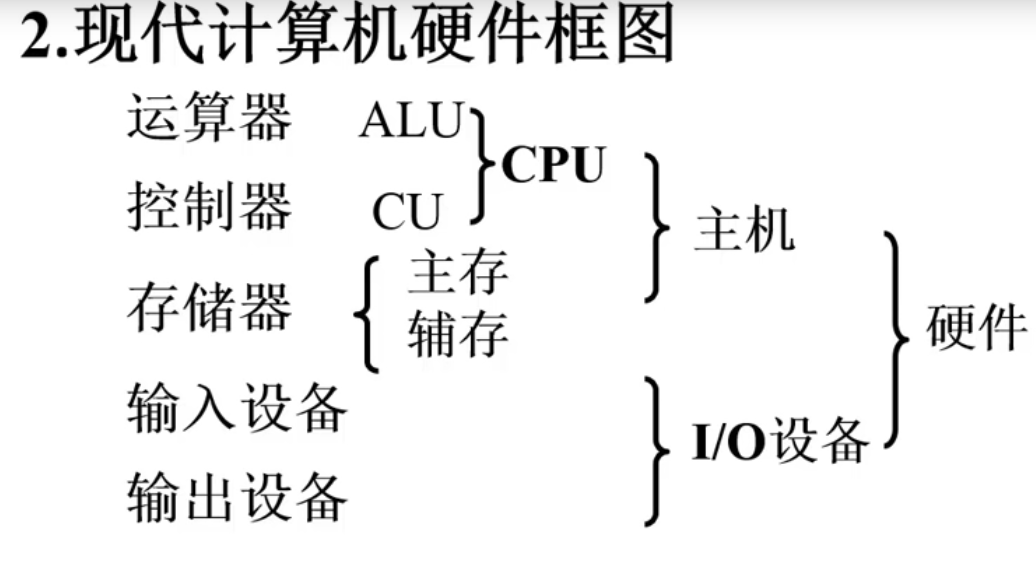 2.现代计算机硬件框图
运算器 ALU
CPU
控制器 CU
主机
存储器 主存
辅存
硬件
输入设备
I/O设备
输出设备